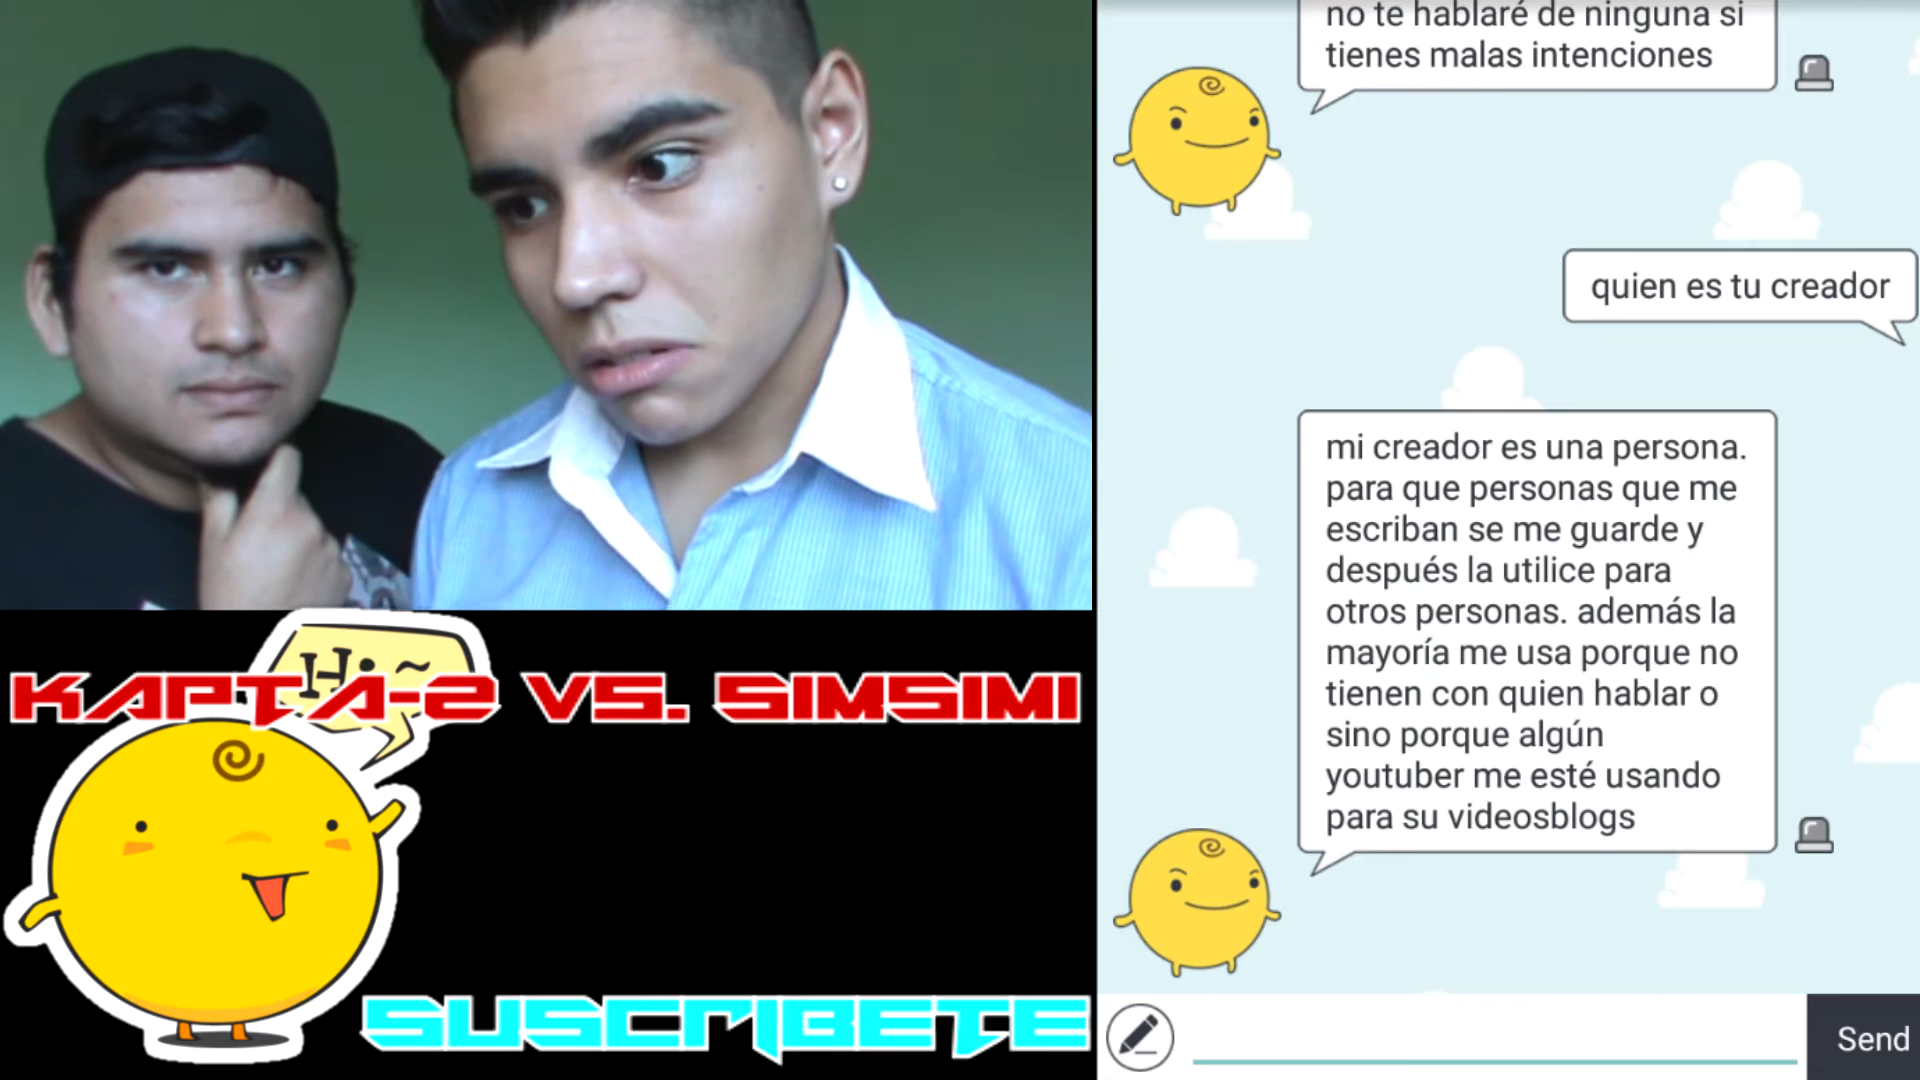 no te hablaré de ninguna si
tienes malas intenciones
quien es tu creador
mi creador es una persona.
para que personas que me
escriban se me guarde y
después la utilice para
otros personas. además la
mayoría me usa porque no
tienen con quien hablar o
sino porque algún
youtuber me esté usando
para su videosblogs
Send
Hi ~
KAPTA-2 VS. SIMSIMI
SUSCRIBETE